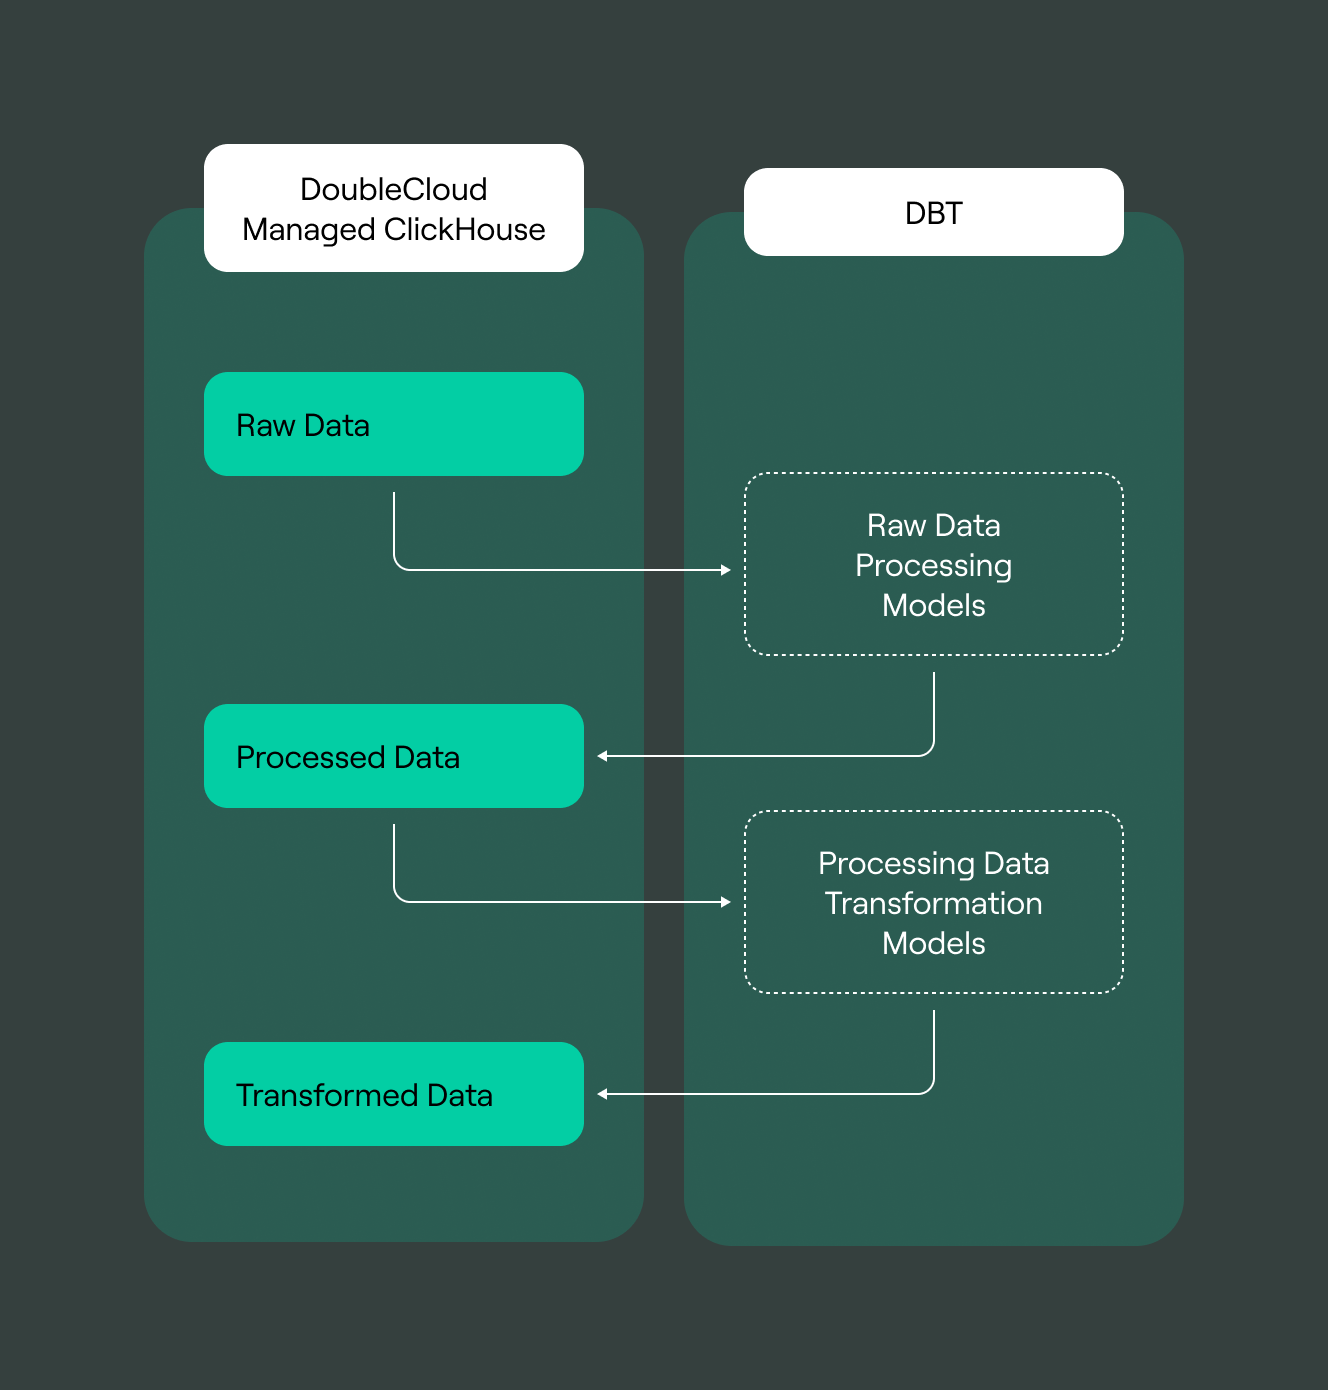 DoubleCloud
Managed ClickHouse
DBT
Raw Data
Raw Data
Processing
Models
Processed Data
Processing Data
Transformation
Models
Transformed Data